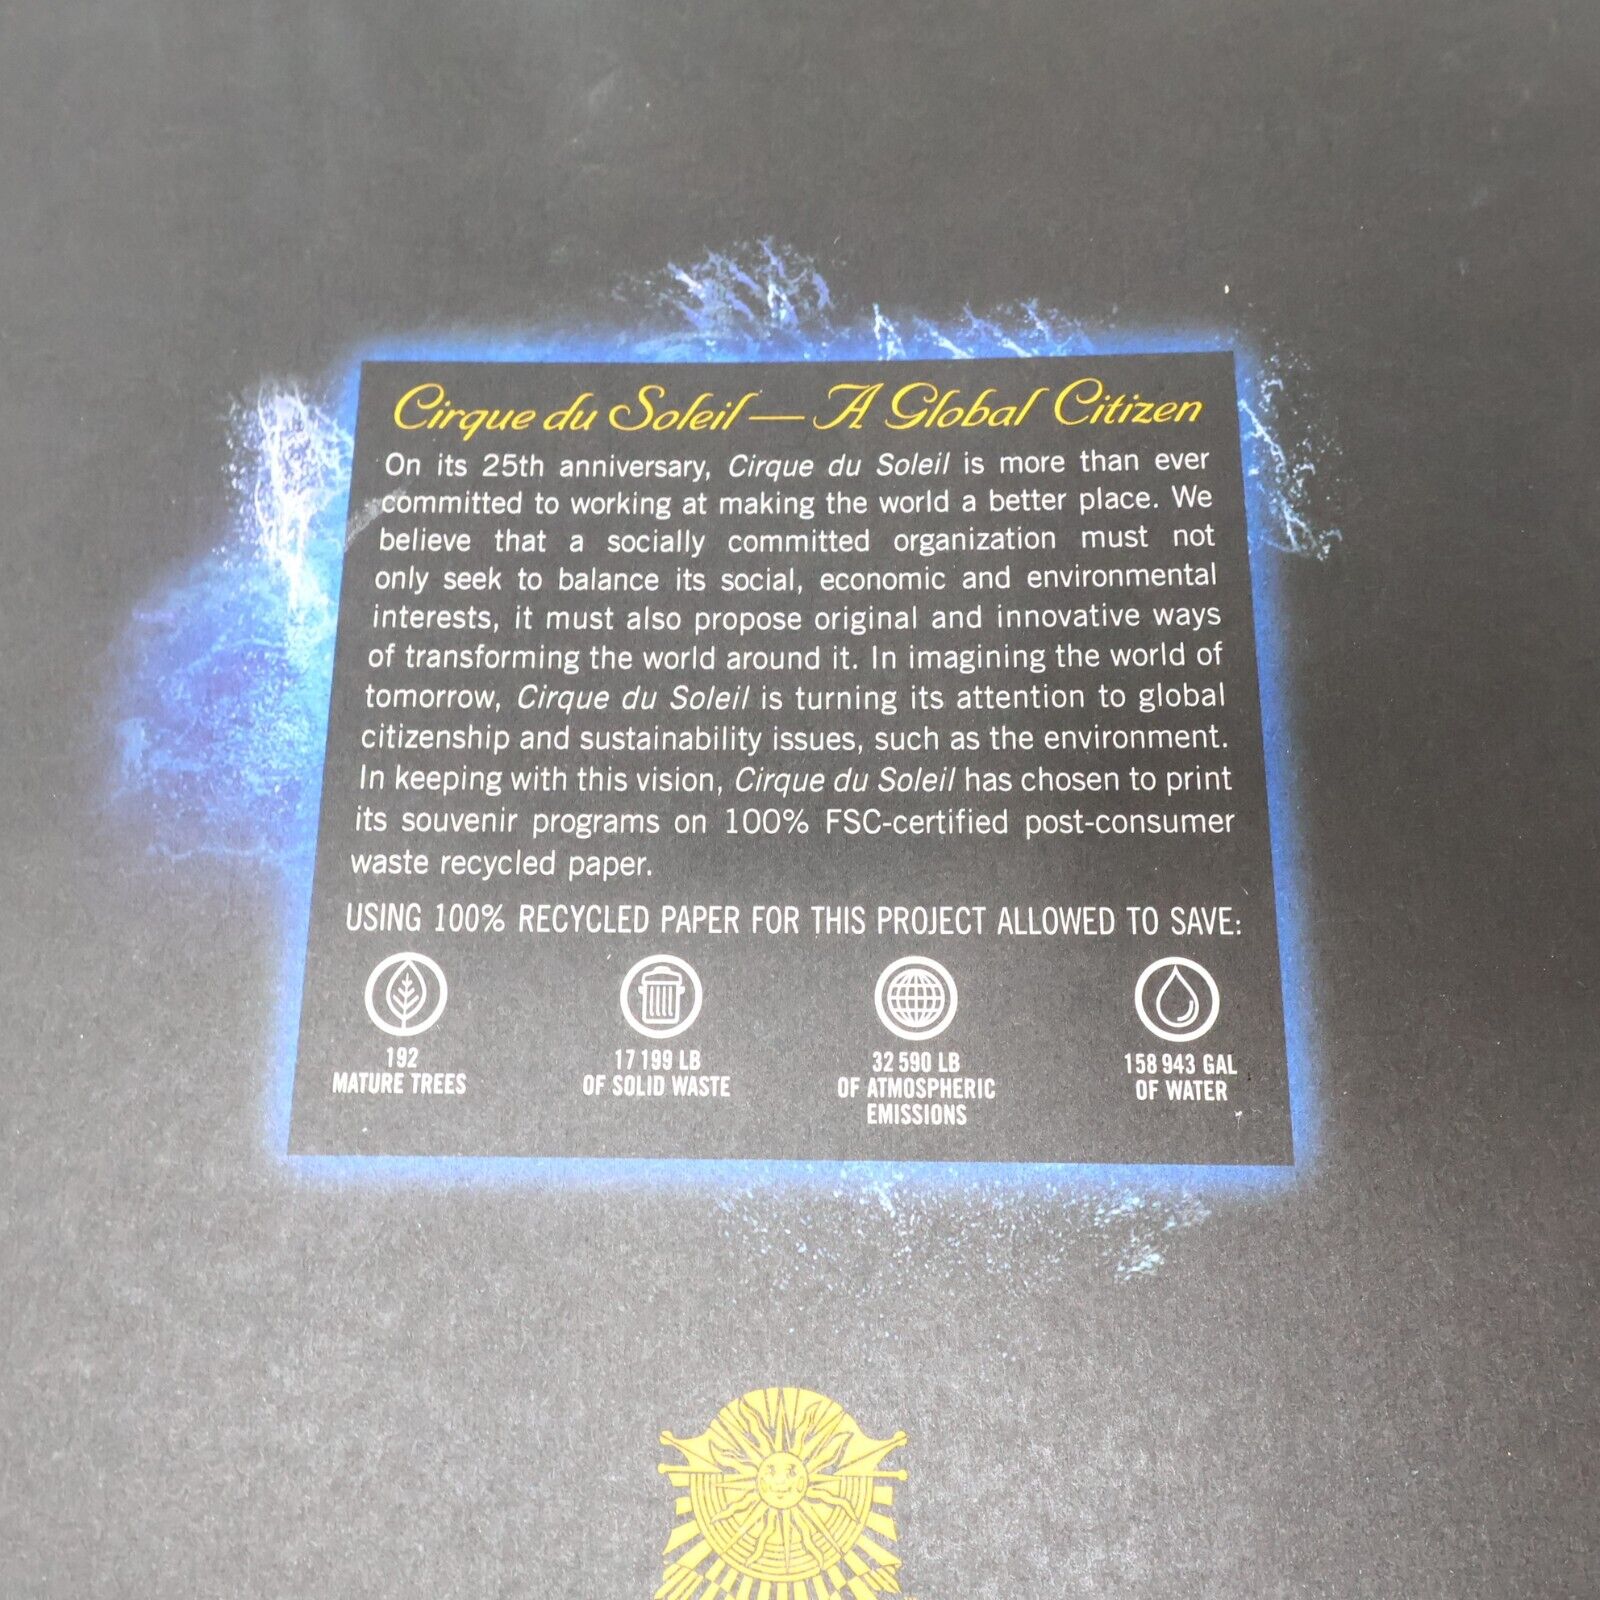 Cirque du Soleil — A Global Citizen
On its 25th anniversary, Cirque du Soleil is more than ever
committed to working at making the world a better place. We
believe that a socially committed organization must not
only seek to balance its social, economic and environmental
interests, it must also propose original and innovative ways
of transforming the world around it. In imagining the world of
tomorrow, Cirque du Soleil is turning its attention to global
citizenship and sustainability issues, such as the environment.
In keeping with this vision, Cirque du Soleil has chosen to print
its souvenir programs on 100% FSC-certified post-consumer
waste recycled paper.
USING 100% RECYCLED PAPER FOR THIS PROJECT ALLOWED TO SAVE:
192
MATURE TREES
17 199 LB
OF SOLID WASTE
32 590 LB
OF ATMOSPHERIC
EMISSIONS
158 943 GAL
OF WATER